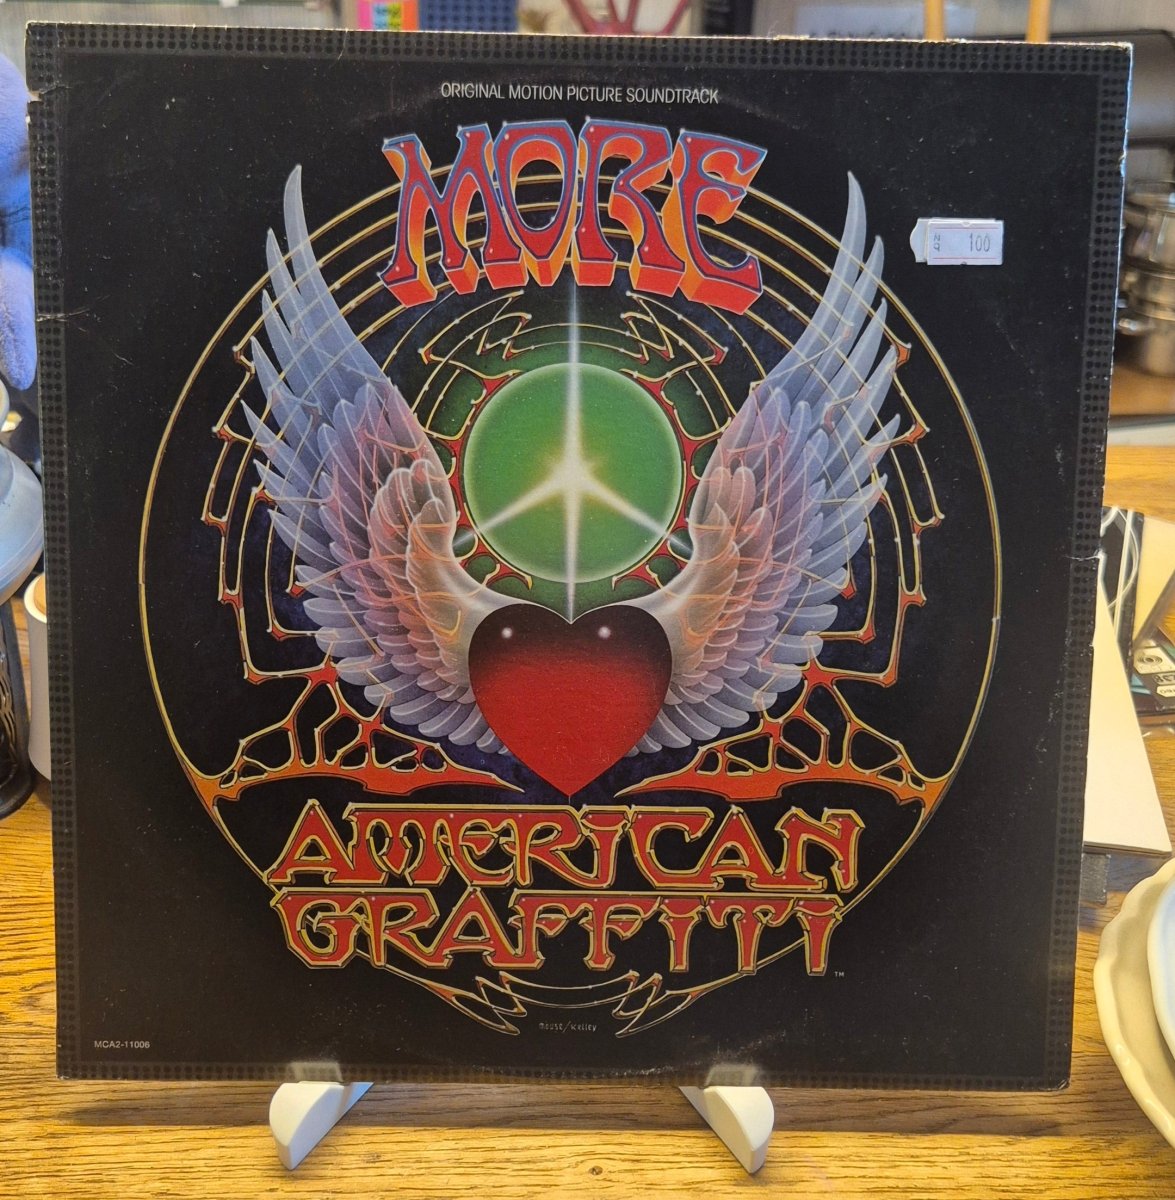 ORIGINAL MOTION PICTURE SOUNDTRACK
MORE
100
AMERICAN
GRAFFITI
TM
mouse/Kelley
MCA2-11006